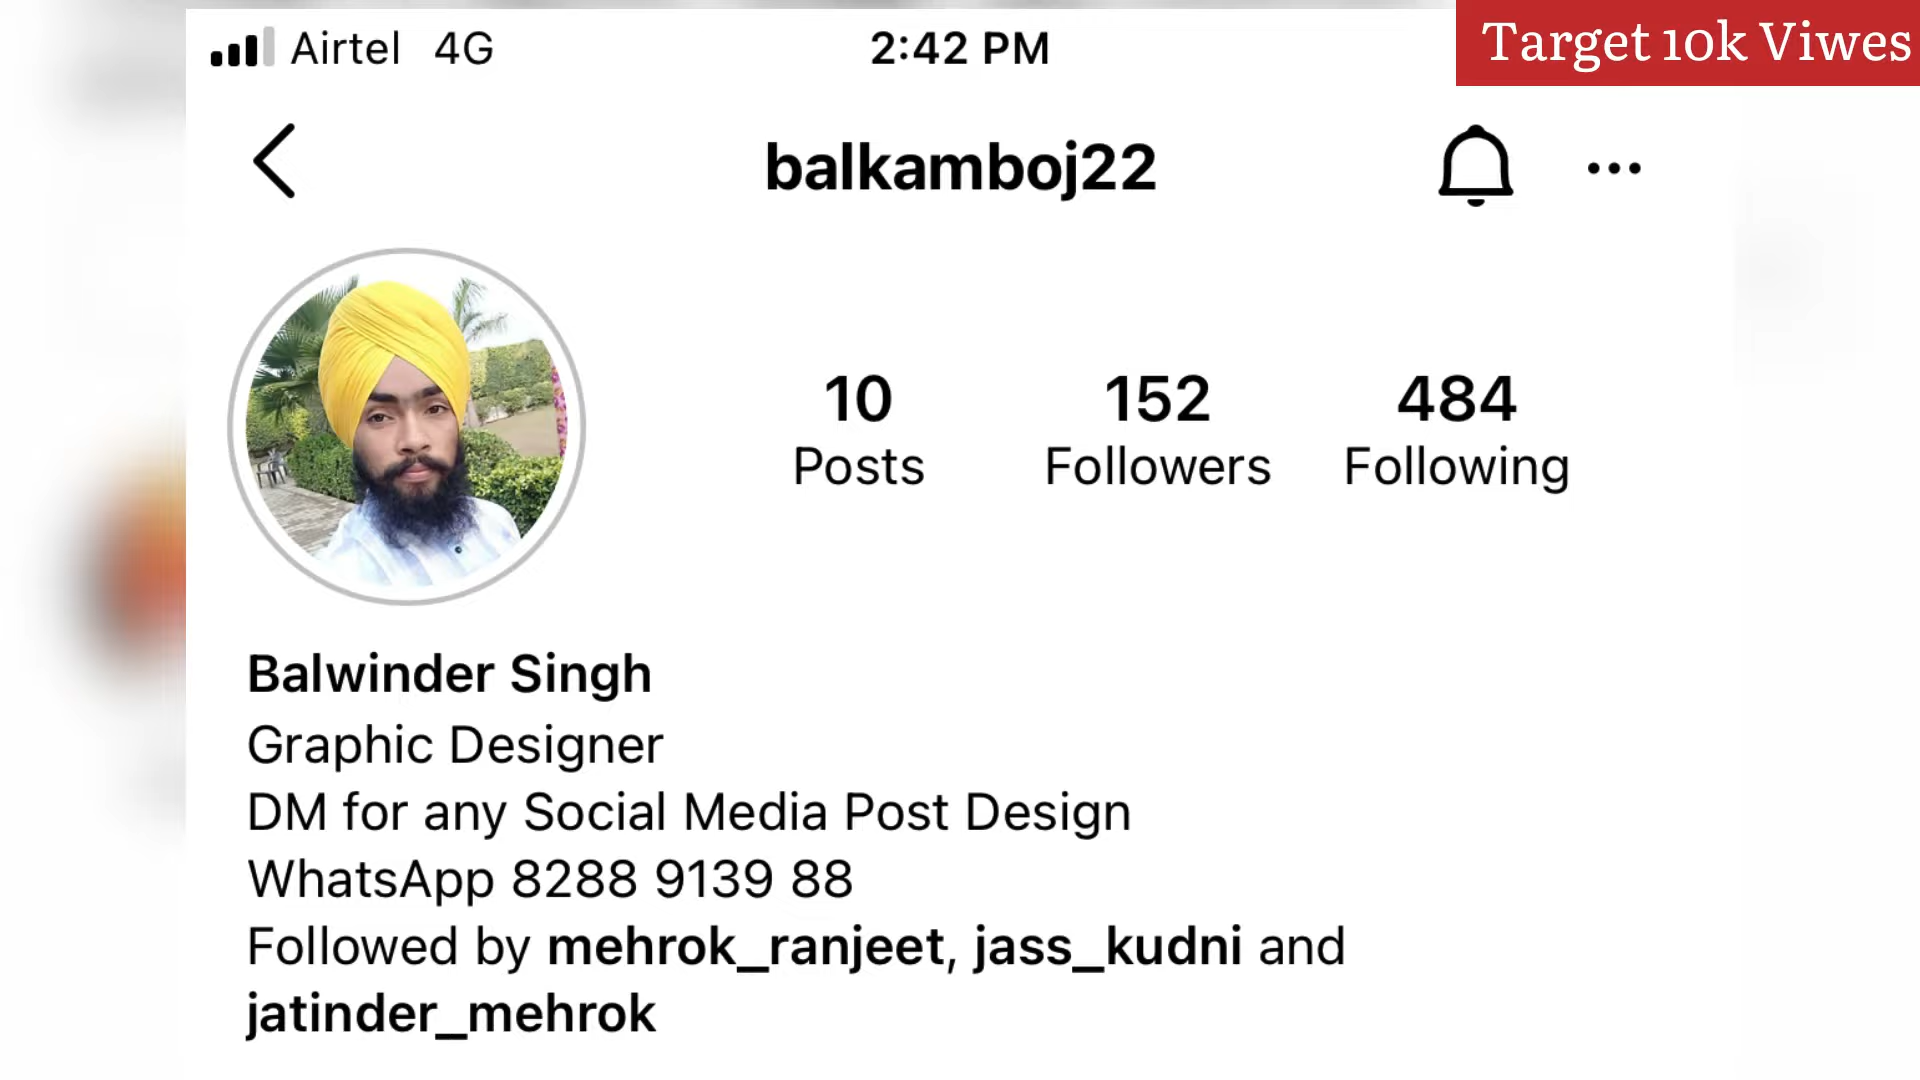 Airtel 4G 2:42 PM
Target 10k Viwes
balkamboj22
10 152 484
Posts Followers Following
Balwinder Singh
Graphic Designer
DM for any Social Media Post Design
WhatsApp 8288 9139 88
Followed by mehrok_ranjeet, jass_kudni and
jatinder_mehrok